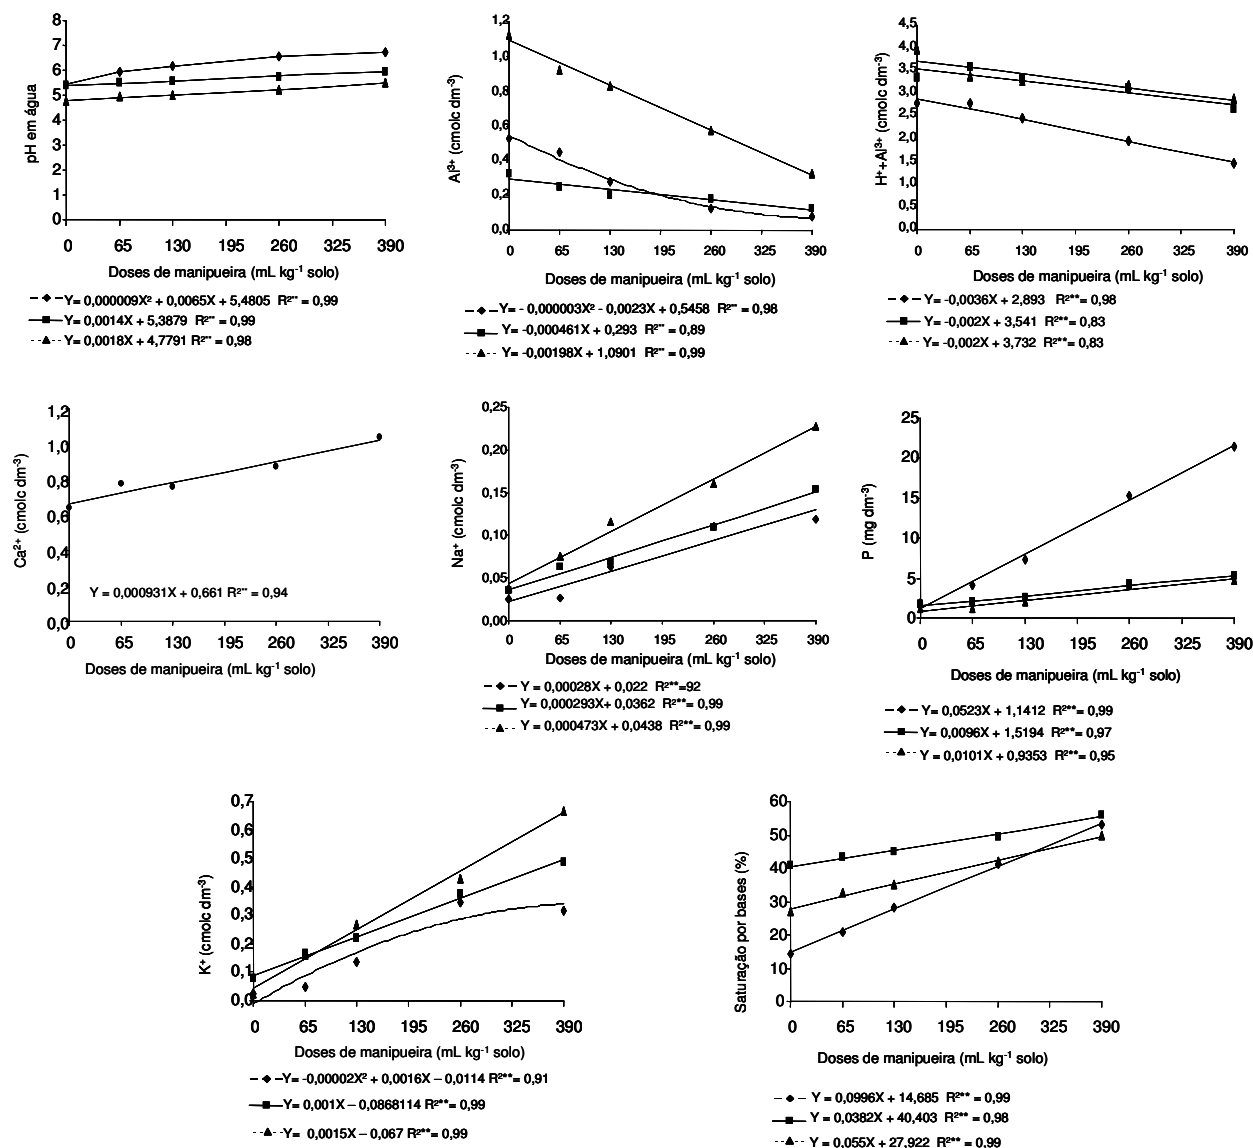 pH em água
8
7
6
5
4
3
2
1
0
0 65 130 195 260 325 390
Doses de manipueira (mL kg⁻¹ solo)
Y= 0,000009X² + 0,0065X + 5,4805 R²** = 0,99
Y= 0,0014X + 5,3879 R²** = 0,99
Y= 0,0018X + 4,7791 R²** = 0,98
Al³⁺ (cmolc dm⁻³)
1,2
1,0
0,8
0,6
0,4
0,2
0,0
0 65 130 195 260 325 390
Doses de manipueira (mL kg⁻¹ solo)
Y= - 0,000003X² - 0,0023X + 0,5458 R²** = 0,98
Y= -0,000461X + 0,293 R²** = 0,89
Y= -0,00198X + 1,0901 R²** = 0,99
H⁺+Al³⁺ (cmolc dm⁻³)
4,5
4,0
3,5
3,0
2,5
2,0
1,5
1,0
0,5
0,0
0 65 130 195 260 325 390
Doses de manipueira (mL kg⁻¹ solo)
Y= -0,0036X + 2,893 R²**= 0,98
Y= -0,002X + 3,541 R²**= 0,83
Y= -0,002X + 3,732 R²**= 0,83
Ca²⁺ (cmolc dm⁻³)
1,2
1,0
0,8
0,6
0,4
0,2
0,0
Y = 0,000931X + 0,661 R²** = 0,94
0 65 130 195 260 325 390
Doses de manipueira (mL kg⁻¹ solo)
Na⁺ (cmolc dm⁻³)
0,25
0,20
0,15
0,10
0,05
0,00
0 65 130 195 260 325 390
Doses de manipueira (mL kg⁻¹ solo)
Y = 0,00028X + 0,022 R²**=92
Y = 0,000293X+ 0,0362 R²**= 0,99
Y = 0,000473X + 0,0438 R²**= 0,99
P (mg dm⁻³)
25
20
15
10
5
0
0 65 130 195 260 325 390
Doses de manipueira (mL kg⁻¹ solo)
Y= 0,0523X + 1,1412 R²**= 0,99
Y= 0,0096X + 1,5194 R²**= 0,97
Y = 0,0101X + 0,9353 R²**= 0,95
K⁺ (cmolc dm⁻³)
0,7
0,6
0,5
0,4
0,3
0,2
0,1
0,0
0 65 130 195 260 325 390
Doses de manipueira (mL kg⁻¹ solo)
Y= -0,00002X² + 0,0016X – 0,0114 R²**= 0,91
Y= 0,001X – 0,0868114 R²**= 0,99
Y= 0,0015X – 0,067 R²**= 0,99
Saturação por bases (%)
60
50
40
30
20
10
0
0 65 130 195 260 325 390
Doses de manipueira (mL kg⁻¹ solo)
Y = 0,0996X + 14,685 R²** = 0,99
Y = 0,0382X + 40,403 R²** = 0,98
Y = 0,055X + 27,922 R²** = 0,99